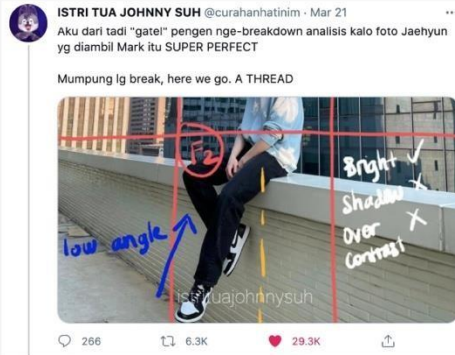 ISTRI TUA JOHNNY SUH @curahanhatinim · Mar 21
Aku dari tadi "gatel" pengen nge-breakdown analisis kalo foto Jaehyun
yg diambil Mark itu SUPER PERFECT
Mumpung lg break, here we go. A THREAD
F2
Bright ✓
Shadow X
Over
Contrast X
low angle
istrituajohnnysuh
266 6.3K 29.3K